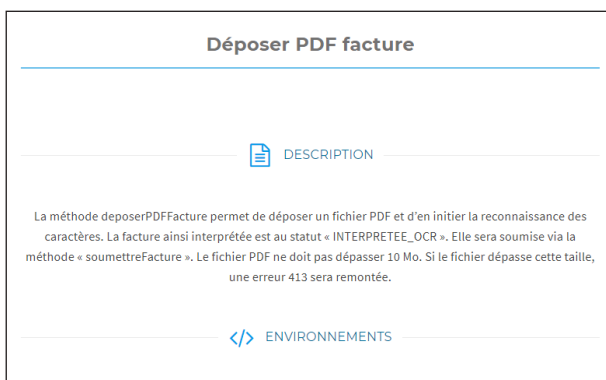 Déposer PDF facture
DESCRIPTION
La méthode deposerPDFFacture permet de déposer un fichier PDF et d'en initier la reconnaissance des
caractères. La facture ainsi interprétée est au statut « INTERPRETEE_OCR ». Elle sera soumise via la
méthode « soumettreFacture ». Le fichier PDF ne doit pas dépasser 10 Mo. Si le fichier dépasse cette taille,
une erreur 413 sera remontée.
</> ENVIRONNEMENTS